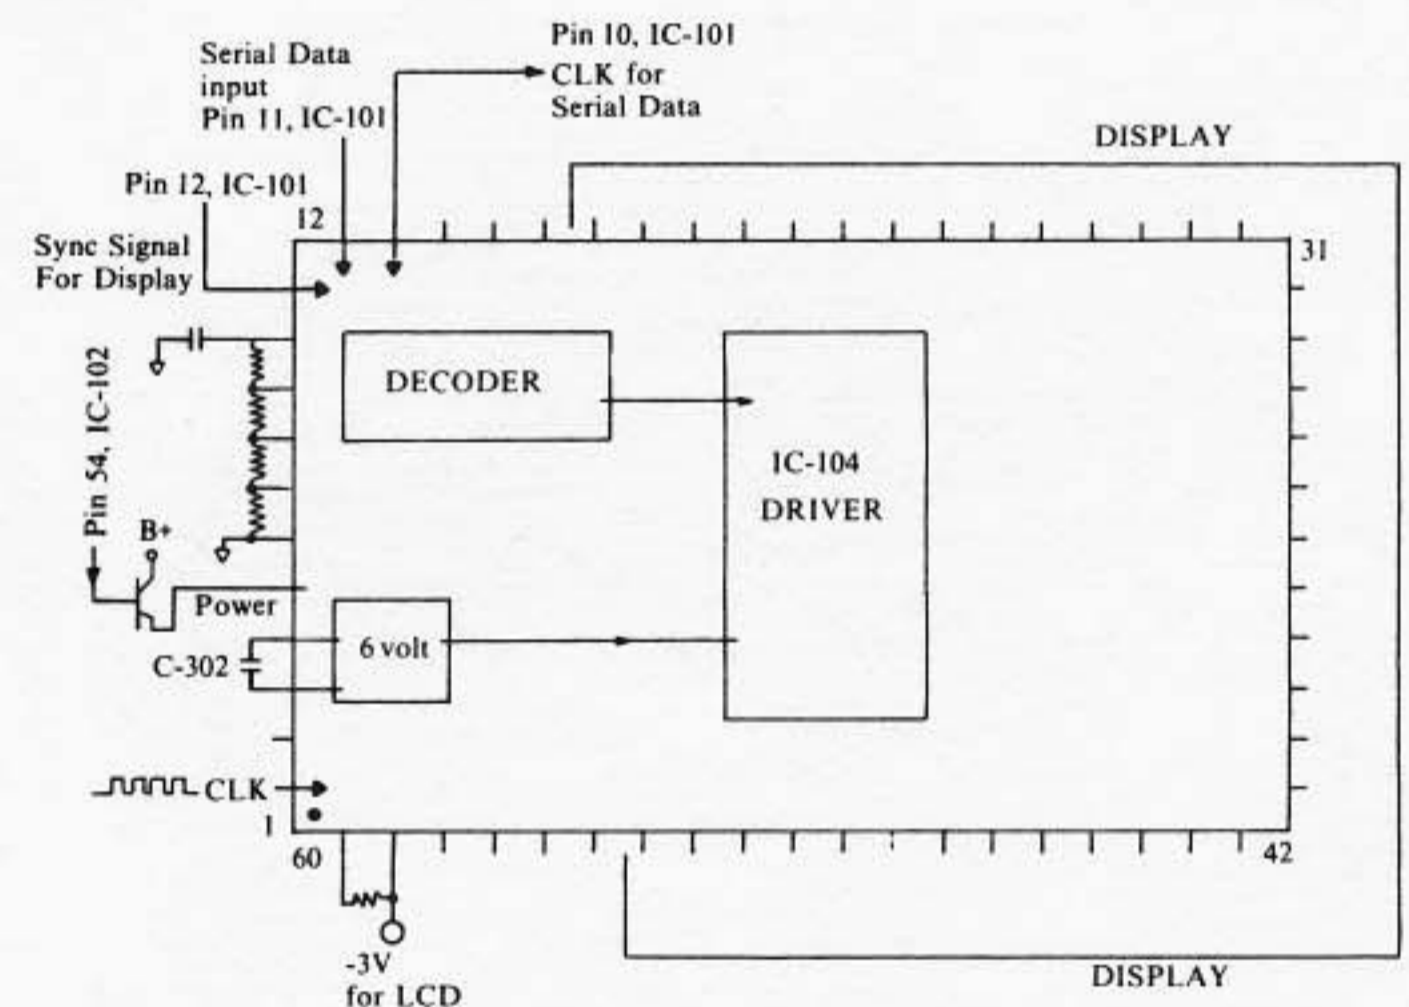 Pin 10, IC-101
CLK for
Serial Data
Serial Data
input
Pin 11, IC-101
DISPLAY
Pin 12, IC-101
12
31
Sync Signal
For Display
Pin 54, IC-102
DECODER
IC-104
DRIVER
B+
Power
6 volt
C-302
CLK
1
60
42
-3V
for LCD
DISPLAY